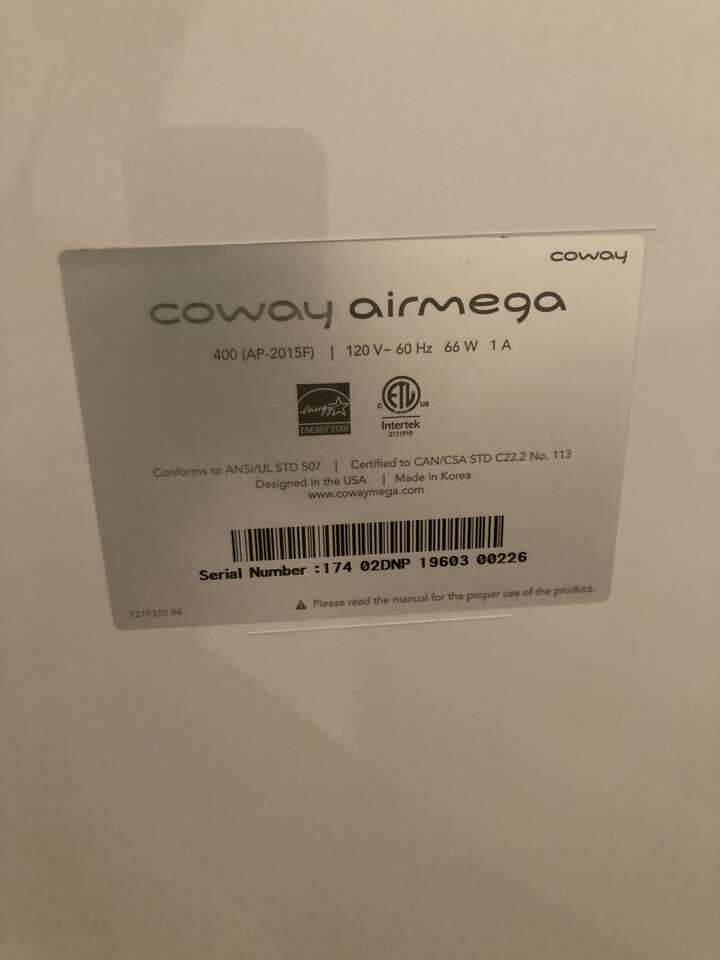 coway
coway airmega
400 (AP-2015F) | 120 V~ 60 Hz 66 W 1 A
energy
ENERGY STAR
C ETL US
Intertek
3111919
Conforms to ANSI/UL STD 507 | Certified to CAN/CSA STD C22.2 No. 113
Designed in the USA | Made in Korea
www.cowaymega.com
Serial Number :174 02DNP 19603 00226
Please read the manual for the proper use of the product.
1219330 R4